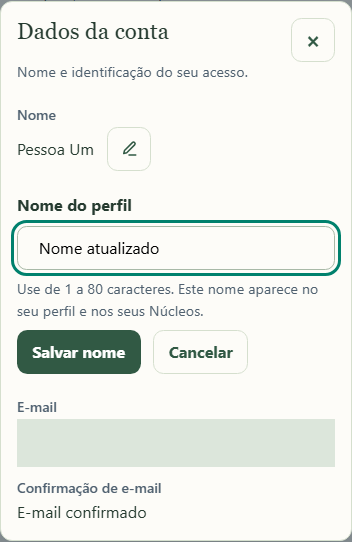 Dados da conta
Nome e identificação do seu acesso.
Nome
Pessoa Um
Nome do perfil
Nome atualizado
Use de 1 a 80 caracteres. Este nome aparece no
seu perfil e nos seus Núcleos.
Salvar nome Cancelar
E-mail
Confirmação de e-mail
E-mail confirmado